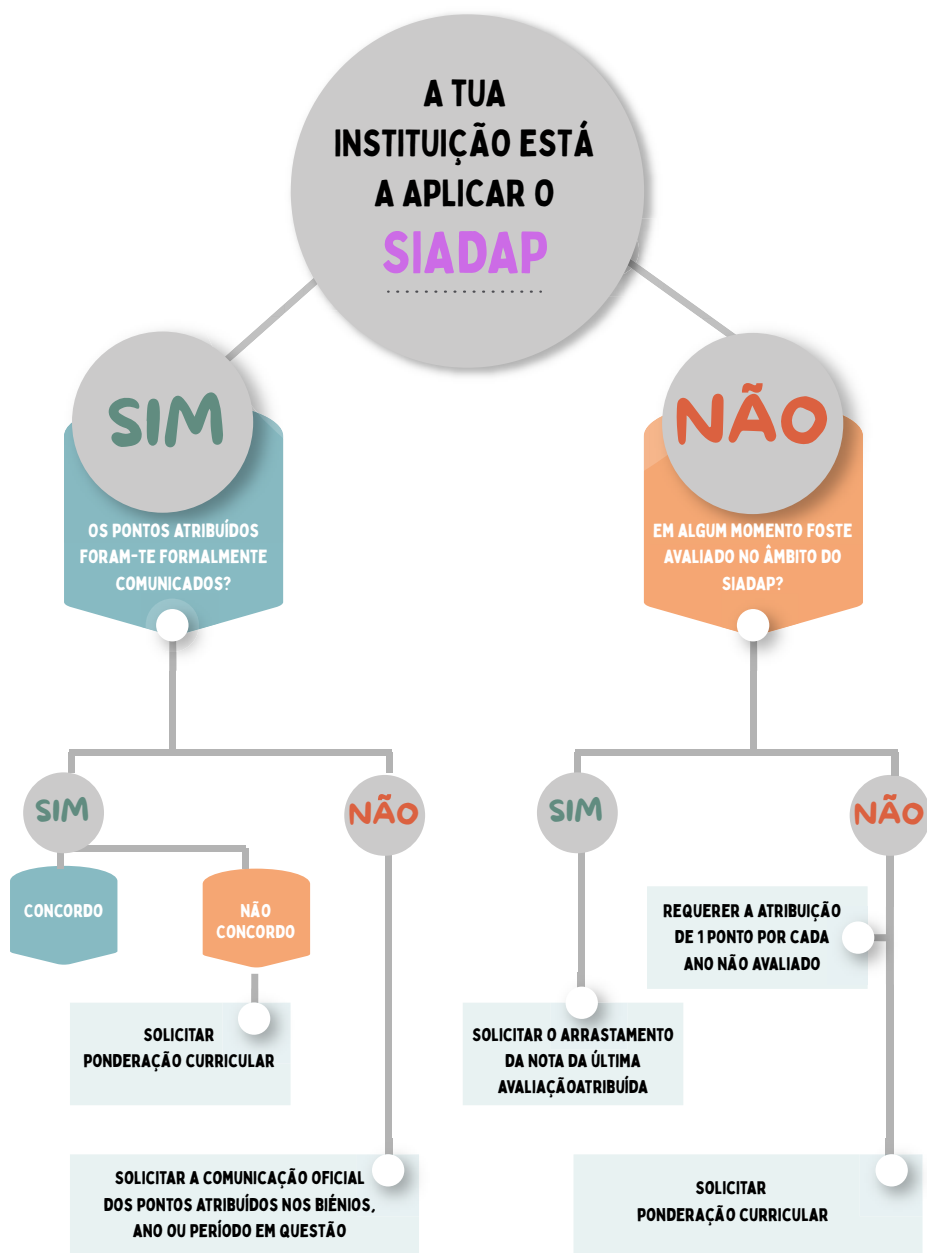 A TUA
INSTITUIÇÃO ESTÁ
A APLICAR O
SIADAP
SIM
NÃO
OS PONTOS ATRIBUÍDOS
FORAM-TE FORMALMENTE
COMUNICADOS?
EM ALGUM MOMENTO FOSTE
AVALIADO NO ÂMBITO DO
SIADAP?
SIM
NÃO
SIM
NÃO
CONCORDO
NÃO
CONCORDO
REQUERER A ATRIBUIÇÃO
DE 1 PONTO POR CADA
ANO NÃO AVALIADO
SOLICITAR
PONDERAÇÃO CURRICULAR
SOLICITAR O ARRASTAMENTO
DA NOTA DA ÚLTIMA
AVALIAÇÃOATRIBUÍDA
SOLICITAR A COMUNICAÇÃO OFICIAL
DOS PONTOS ATRIBUÍDOS NOS BIÉNIOS,
ANO OU PERÍODO EM QUESTÃO
SOLICITAR
PONDERAÇÃO CURRICULAR